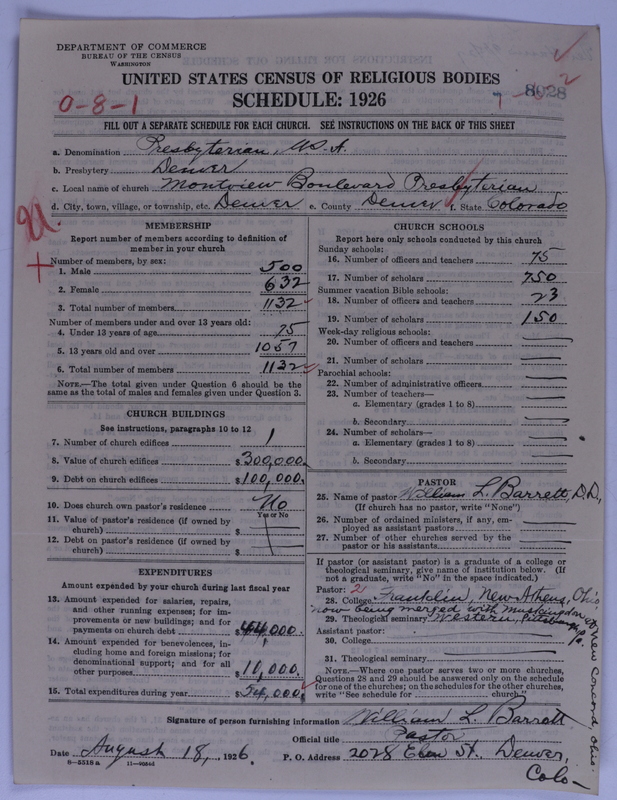 DEPARTMENT OF COMMERCE
BUREAU OF THE CENSUS
WASHINGTON
UNITED STATES CENSUS OF RELIGIOUS BODIES
SCHEDULE: 1926
0-8-1
8028
FILL OUT A SEPARATE SCHEDULE FOR EACH CHURCH. SEE INSTRUCTIONS ON THE BACK OF THIS SHEET
a. Denomination Presbyterian, U.S.A.
b. Presbytery Denver
c. Local name of church Montview Boulevard Presbyterian
d. City, town, village, or township, etc. Denver e. County Denver f. State Colorado
MEMBERSHIP
Report number of members according to definition of
member in your church
Number of members, by sex:
1. Male 500
2. Female 632
3. Total number of members 1132
Number of members under and over 13 years old:
4. Under 13 years of age 75
5. 13 years old and over 1057
6. Total number of members 1132
NOTE.—The total given under Question 6 should be the
same as the total of males and females given under Question 3.
CHURCH BUILDINGS
See instructions, paragraphs 10 to 12
7. Number of church edifices 1
8. Value of church edifices $300,000.
9. Debt on church edifices $100,000.
10. Does church own pastor's residence No
Yes or No
11. Value of pastor's residence (if owned by
church) $
12. Debt on pastor's residence (if owned by
church) $
EXPENDITURES
Amount expended by your church during last fiscal year
13. Amount expended for salaries, repairs,
and other running expenses; for im-
provements or new buildings; and for
payments on church debt $44,000.
14. Amount expended for benevolences, in-
cluding home and foreign missions; for
denominational support; and for all
other purposes $10,000.
15. Total expenditures during year $54,000.
CHURCH SCHOOLS
Report here only schools conducted by this church
Sunday schools:
16. Number of officers and teachers 75
17. Number of scholars 750
Summer vacation Bible schools:
18. Number of officers and teachers 23
19. Number of scholars 150
Week-day religious schools:
20. Number of officers and teachers
21. Number of scholars
Parochial schools:
22. Number of administrative officers
23. Number of teachers—
a. Elementary (grades 1 to 8)
b. Secondary
24. Number of scholars—
a. Elementary (grades 1 to 8)
b. Secondary
PASTOR
25. Name of pastor William L. Barrett, D.D.,
(If church has no pastor, write "None")
26. Number of ordained ministers, if any, em-
ployed as assistant pastors
27. Number of other churches served by the
pastor or his assistants
If pastor (or assistant pastor) is a graduate of a college or
theological seminary, give name of institution below. (If
not a graduate, write "No" in the space indicated.)
Pastor: 2
28. College Franklin, New Athens, Ohio,
now being merged with Muskingum at New Concord Ohio.
29. Theological seminary Western, Pittsburgh, Pa.
Assistant pastor:
30. College
31. Theological seminary
NOTE.—Where one pastor serves two or more churches,
Questions 28 and 29 should be answered only on the schedule
for one of the churches; on the schedules for the other churches,
write "See schedule for church")
Signature of person furnishing information William L. Barrett
Official title Pastor
Date August 18, 1926 P. O. Address 2028 Elm St. Denver,
Colo-
8-5518 a